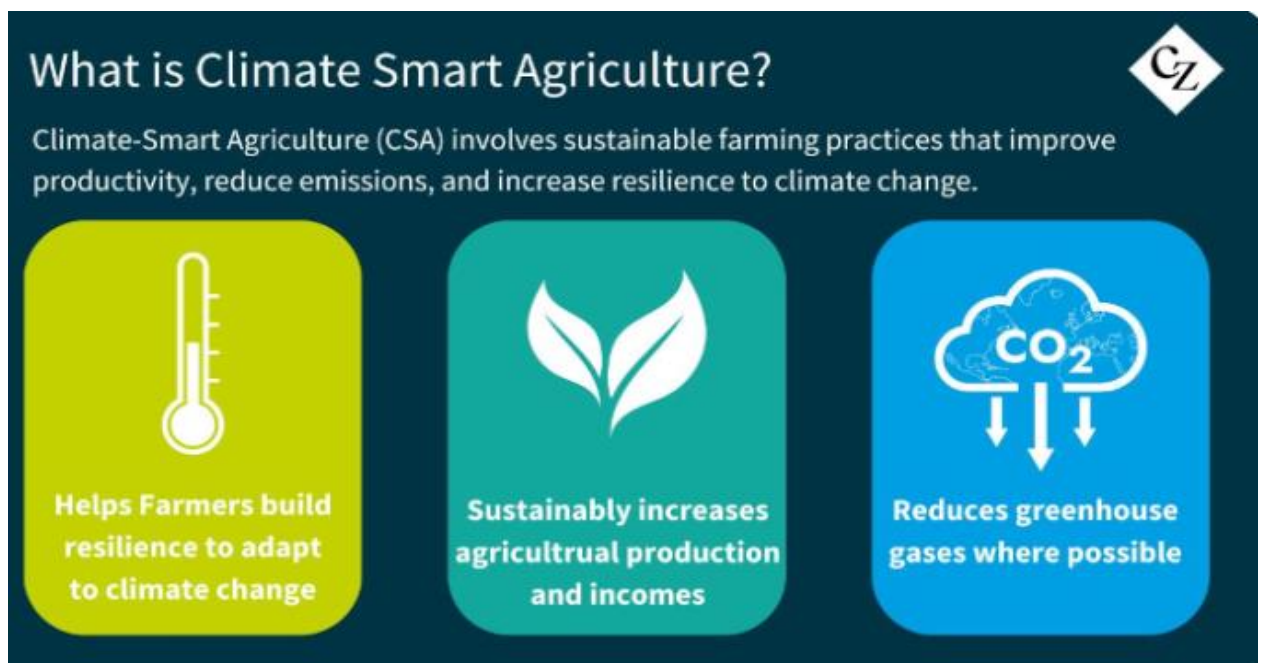 What is Climate Smart Agriculture?
CZ
Climate-Smart Agriculture (CSA) involves sustainable farming practices that improve
productivity, reduce emissions, and increase resilience to climate change.
Helps Farmers build
resilience to adapt
to climate change
Sustainably increases
agricultrual production
and incomes
CO2
Reduces greenhouse
gases where possible